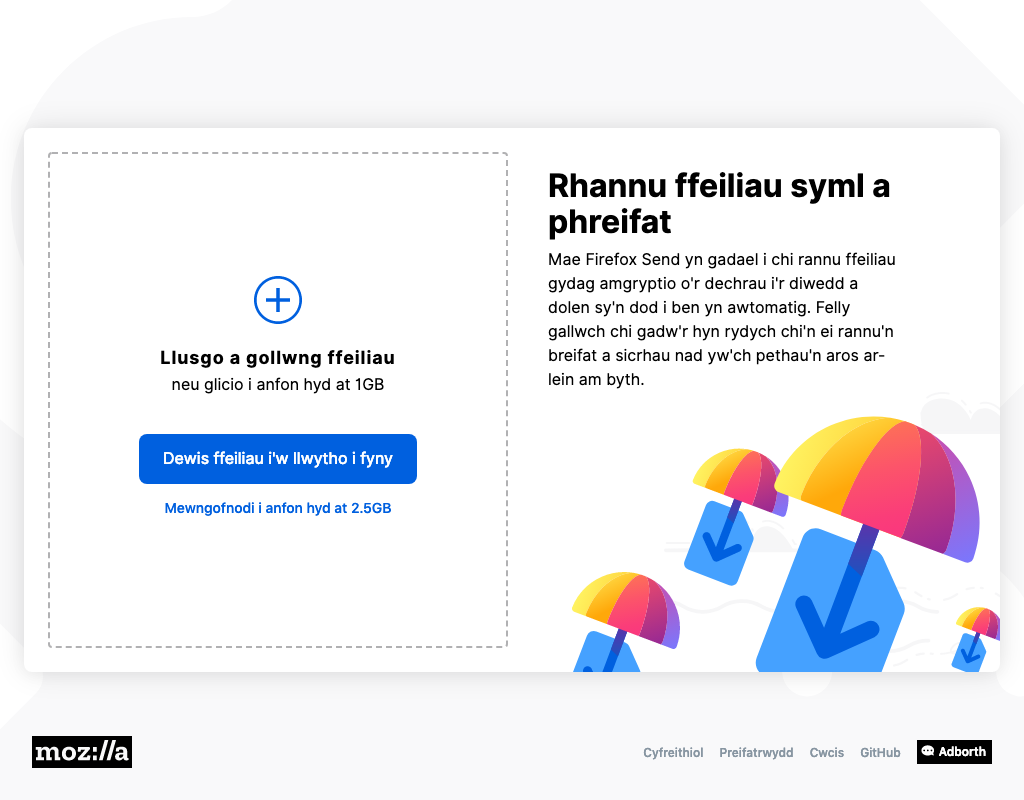 Llusgo a gollwng ffeiliau
neu glicio i anfon hyd at 1GB
Dewis ffeiliau i'w llwytho i fyny
Mewngofnodi i anfon hyd at 2.5GB
Rhannu ffeiliau syml a
phreifat
Mae Firefox Send yn gadael i chi rannu ffeiliau
gydag amgryptio o'r dechrau i'r diwedd a
dolen sy'n dod i ben yn awtomatig. Felly
gallwch chi gadw'r hyn rydych chi'n ei rannu'n
breifat a sicrhau nad yw'ch pethau'n aros ar-
lein am byth.
moz://a
Cyfreithiol Preifatrwydd Cwcis GitHub Adborth